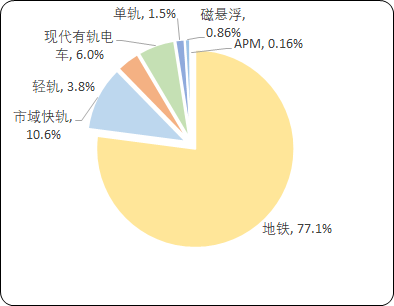 单轨, 1.5%
磁悬浮,
0.86%
现代有轨电
车, 6.0%
APM, 0.16%
轻轨, 3.8%
市域快轨,
10.6%
地铁, 77.1%